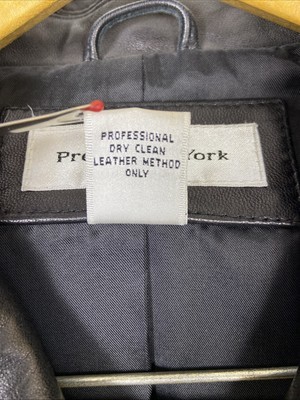 PROFESSIONAL
DRY CLEAN
LEATHER METHOD
ONLY
Pre York